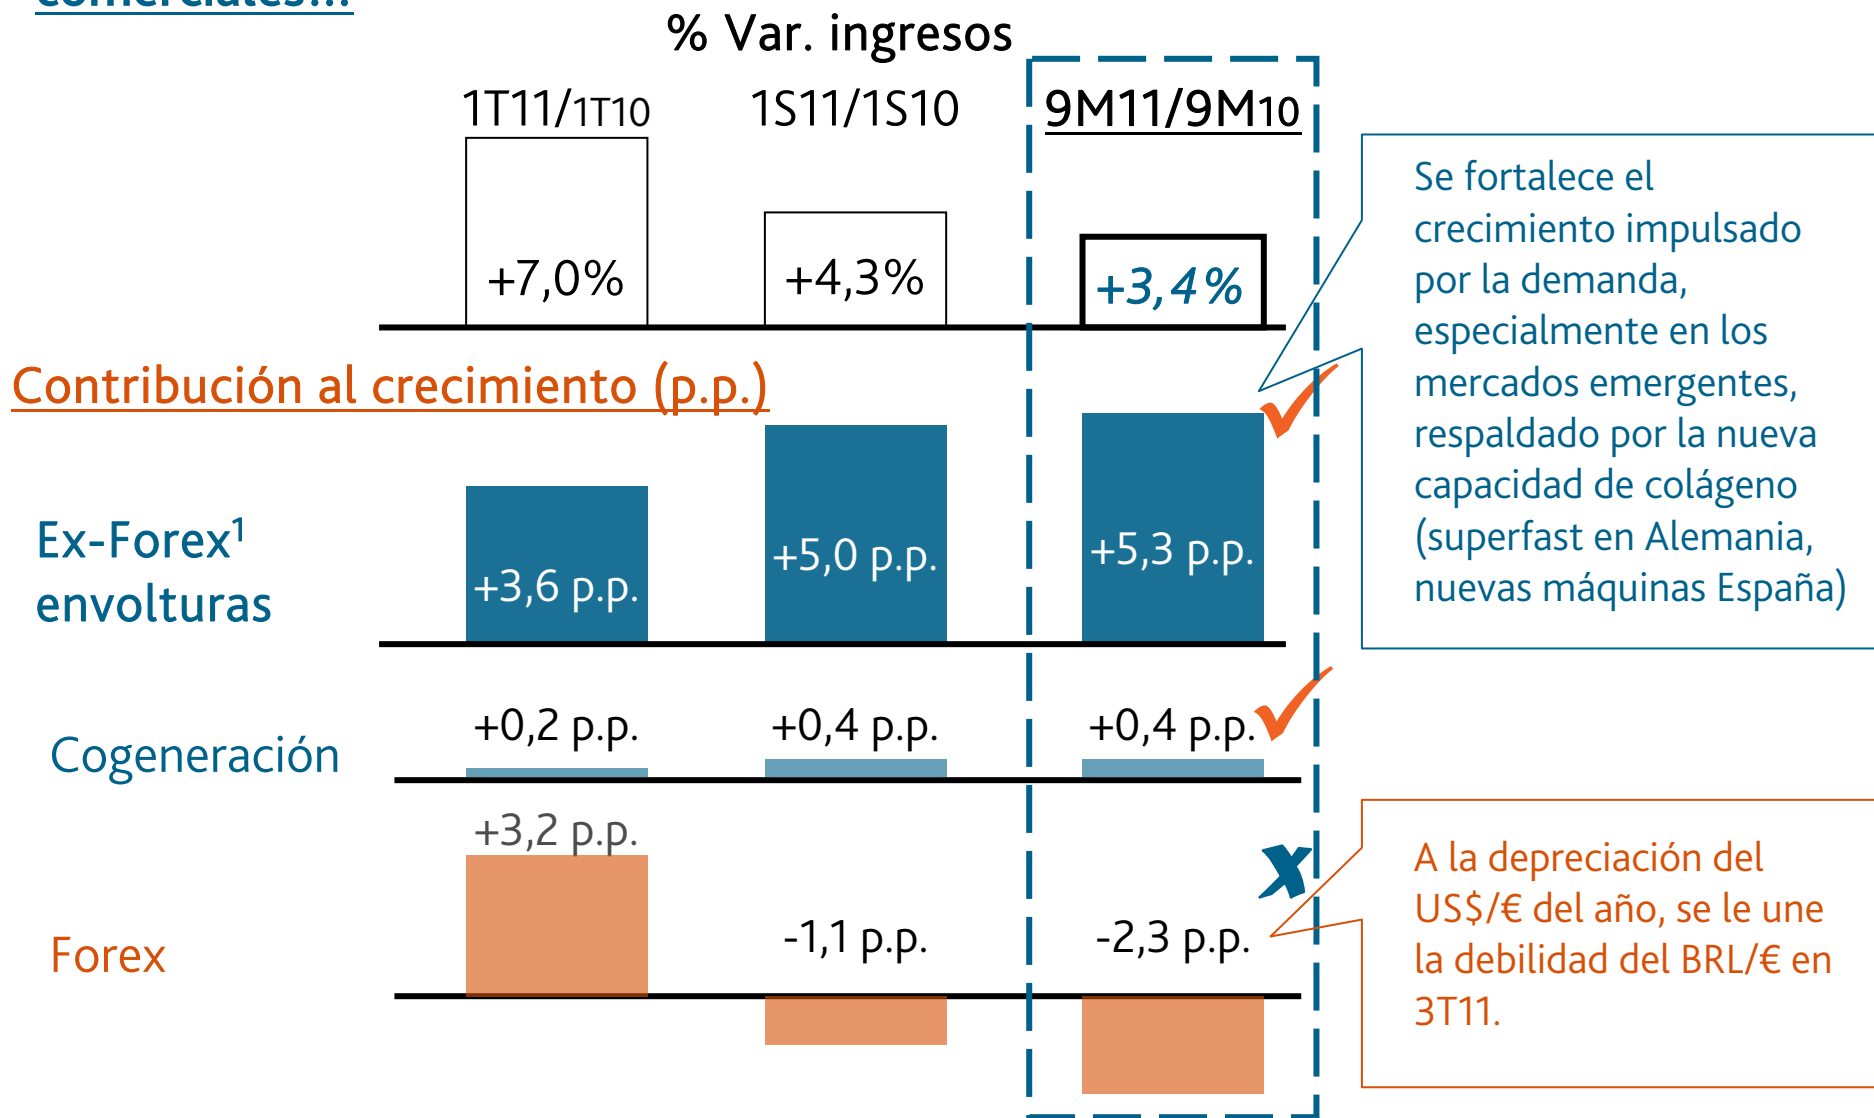 comerciales...
% Var. ingresos
1T11/1T10 1S11/1S10 9M11/9M10
+7,0% +4,3% +3,4%
Contribución al crecimiento (p.p.)
Ex-Forex¹
envolturas
+3,6 p.p. +5,0 p.p. +5,3 p.p.
Cogeneración
+0,2 p.p. +0,4 p.p. +0,4 p.p.
Forex
+3,2 p.p. -1,1 p.p. -2,3 p.p.
Se fortalece el
crecimiento impulsado
por la demanda,
especialmente en los
mercados emergentes,
respaldado por la nueva
capacidad de colágeno
(superfast en Alemania,
nuevas máquinas España)
A la depreciación del
US$/€ del año, se le une
la debilidad del BRL/€ en
3T11.